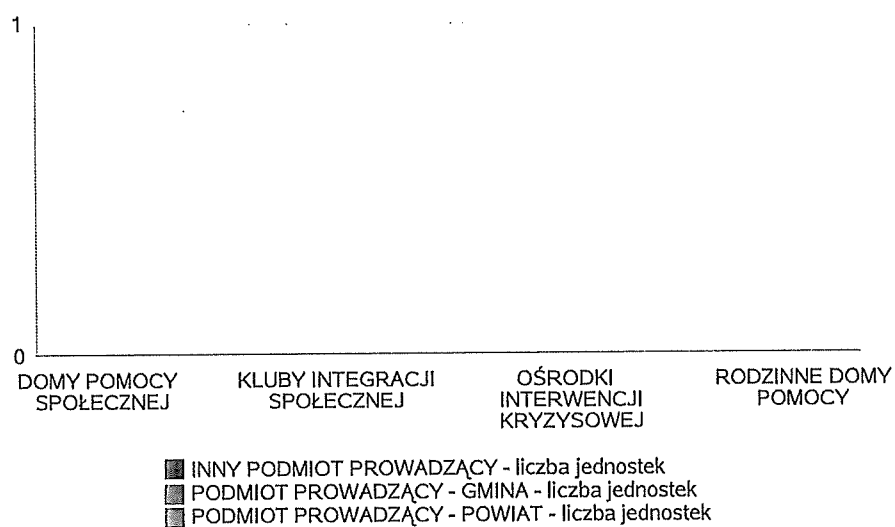 1
0
DOMY POMOCY
SPOŁECZNEJ
KLUBY INTEGRACJI
SPOŁECZNEJ
OŚRODKI
INTERWENCJI
KRYZYSOWEJ
RODZINNE DOMY
POMOCY
INNY PODMIOT PROWADZĄCY - liczba jednostek
PODMIOT PROWADZĄCY - GMINA - liczba jednostek
PODMIOT PROWADZĄCY - POWIAT - liczba jednostek